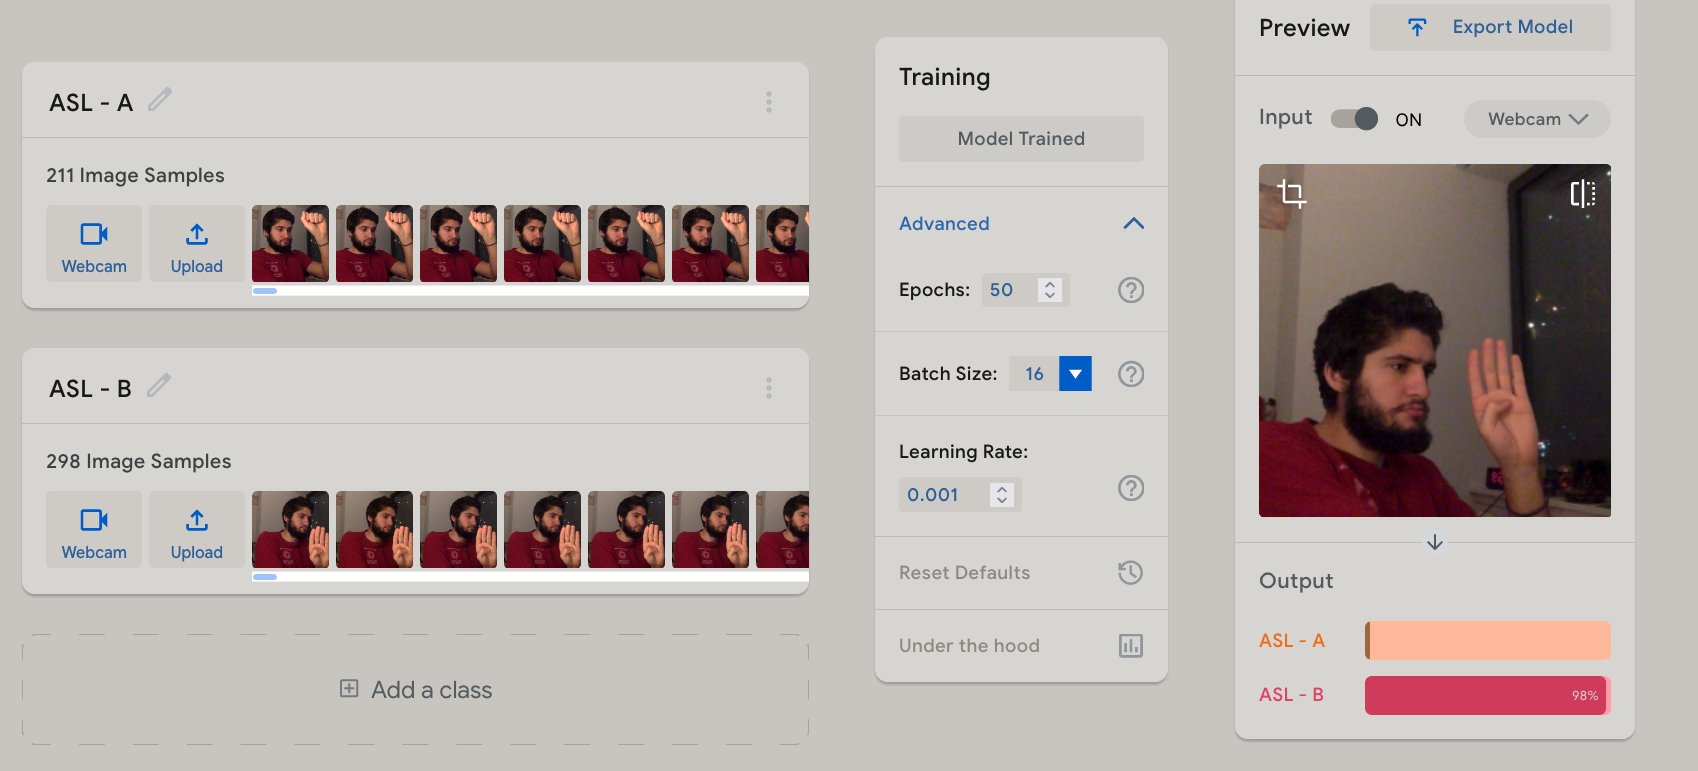 ASL - A
211 Image Samples
Webcam
Upload
ASL - B
298 Image Samples
Webcam
Upload
Add a class
Training
Model Trained
Advanced
Epochs: 50
Batch Size: 16
Learning Rate:
0.001
Reset Defaults
Under the hood
Preview
Export Model
Input ON Webcam
Output
ASL - A
ASL - B 98%